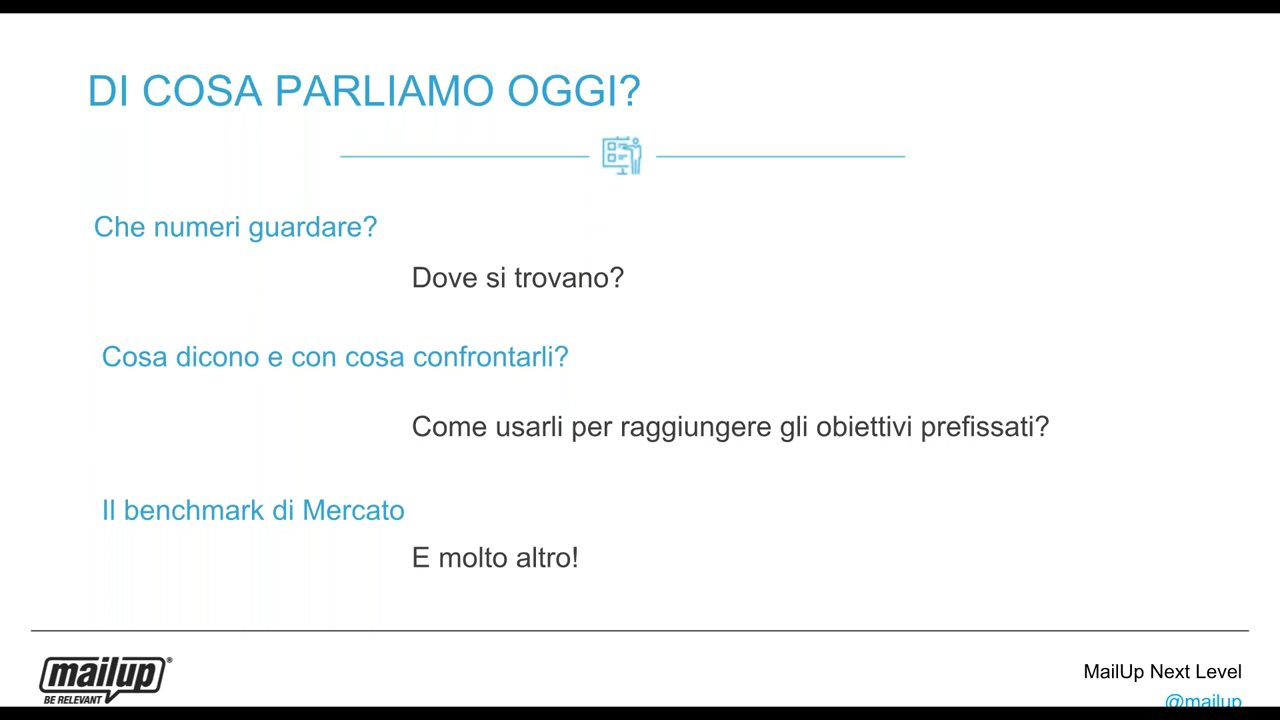 DI COSA PARLIAMO OGGI?
Che numeri guardare?
Dove si trovano?
Cosa dicono e con cosa confrontarli?
Come usarli per raggiungere gli obiettivi prefissati?
Il benchmark di Mercato
E molto altro!
mailup®
BE RELEVANT
MailUp Next Level
@mailup